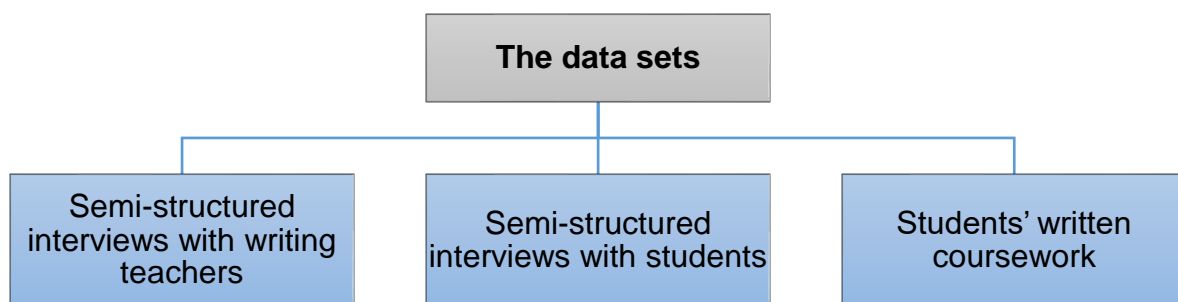 The data sets
Semi-structured
interviews with writing
teachers
Semi-structured
interviews with students
Students’ written
coursework